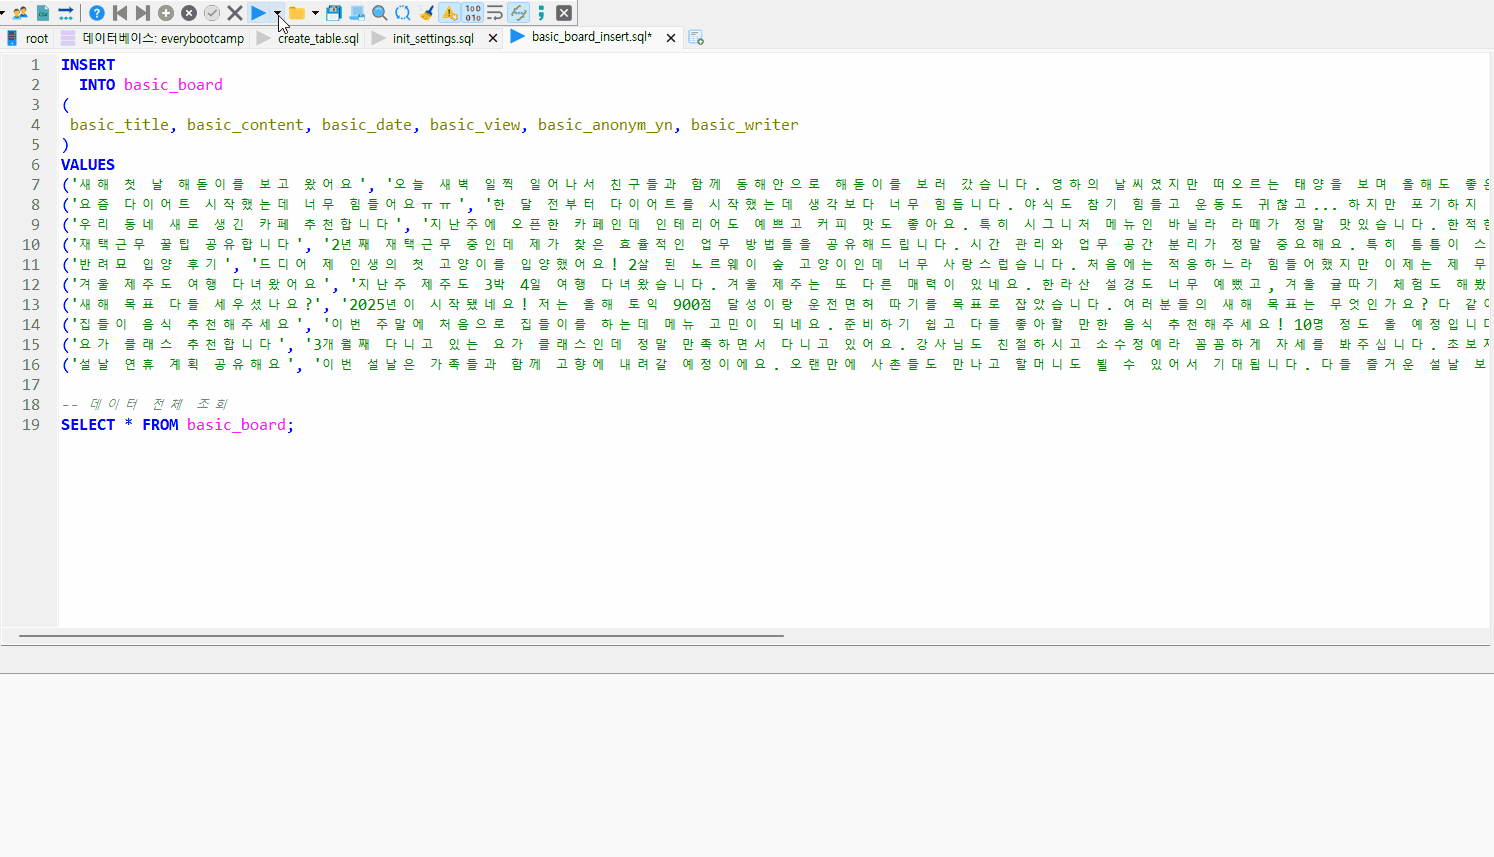 root 데이터베이스: everybootcamp create_table.sql init_settings.sql basic_board_insert.sql*
1 INSERT
2 INTO basic_board
3 (
4 basic_title, basic_content, basic_date, basic_view, basic_anonym_yn, basic_writer
5 )
6 VALUES
7 ('새해 첫 날 해돋이를 보고 왔어요', '오늘 새벽 일찍 일어나서 친구들과 함께 동해안으로 해돋이를 보러 갔습니다. 영하의 날씨였지만 떠오르는 태양을 보며 올해도 좋은
8 ('요즘 다이어트 시작했는데 너무 힘들어요ㅠㅠ', '한 달 전부터 다이어트를 시작했는데 생각보다 너무 힘듭니다. 야식도 참기 힘들고 운동도 귀찮고... 하지만 포기하지
9 ('우리 동네 새로 생긴 카페 추천합니다', '지난주에 오픈한 카페인데 인테리어도 예쁘고 커피 맛도 좋아요. 특히 시그니처 메뉴인 바닐라 라떼가 정말 맛있습니다. 한적한
10 ('재택근무 꿀팁 공유합니다', '2년째 재택근무 중인데 제가 찾은 효율적인 업무 방법들을 공유해드립니다. 시간 관리와 업무 공간 분리가 정말 중요해요. 특히 틈틈이 스
11 ('반려묘 입양 후기', '드디어 제 인생의 첫 고양이를 입양했어요! 2살 된 노르웨이 숲 고양이인데 너무 사랑스럽습니다. 처음에는 적응하느라 힘들어했지만 이제는 제 무
12 ('겨울 제주도 여행 다녀왔어요', '지난주 제주도 3박 4일 여행 다녀왔습니다. 겨울 제주는 또 다른 매력이 있네요. 한라산 설경도 너무 예뻤고, 겨울 귤따기 체험도 해봤
13 ('새해 목표 다들 세우셨나요?', '2025년이 시작됐네요! 저는 올해 토익 900점 달성이랑 운전면허 따기를 목표로 잡았습니다. 여러분들의 새해 목표는 무엇인가요? 다 같이
14 ('집들이 음식 추천해주세요', '이번 주말에 처음으로 집들이를 하는데 메뉴 고민이 되네요. 준비하기 쉽고 다들 좋아할 만한 음식 추천해주세요! 10명 정도 올 예정입니다
15 ('요가 클래스 추천합니다', '3개월째 다니고 있는 요가 클래스인데 정말 만족하면서 다니고 있어요. 강사님도 친절하시고 소수정예라 꼼꼼하게 자세를 봐주십니다. 초보자
16 ('설날 연휴 계획 공유해요', '이번 설날은 가족들과 함께 고향에 내려갈 예정이에요. 오랜만에 사촌들도 만나고 할머니도 뵐 수 있어서 기대됩니다. 다들 즐거운 설날 보
17
18 -- 데이터 전체 조회
19 SELECT * FROM basic_board;